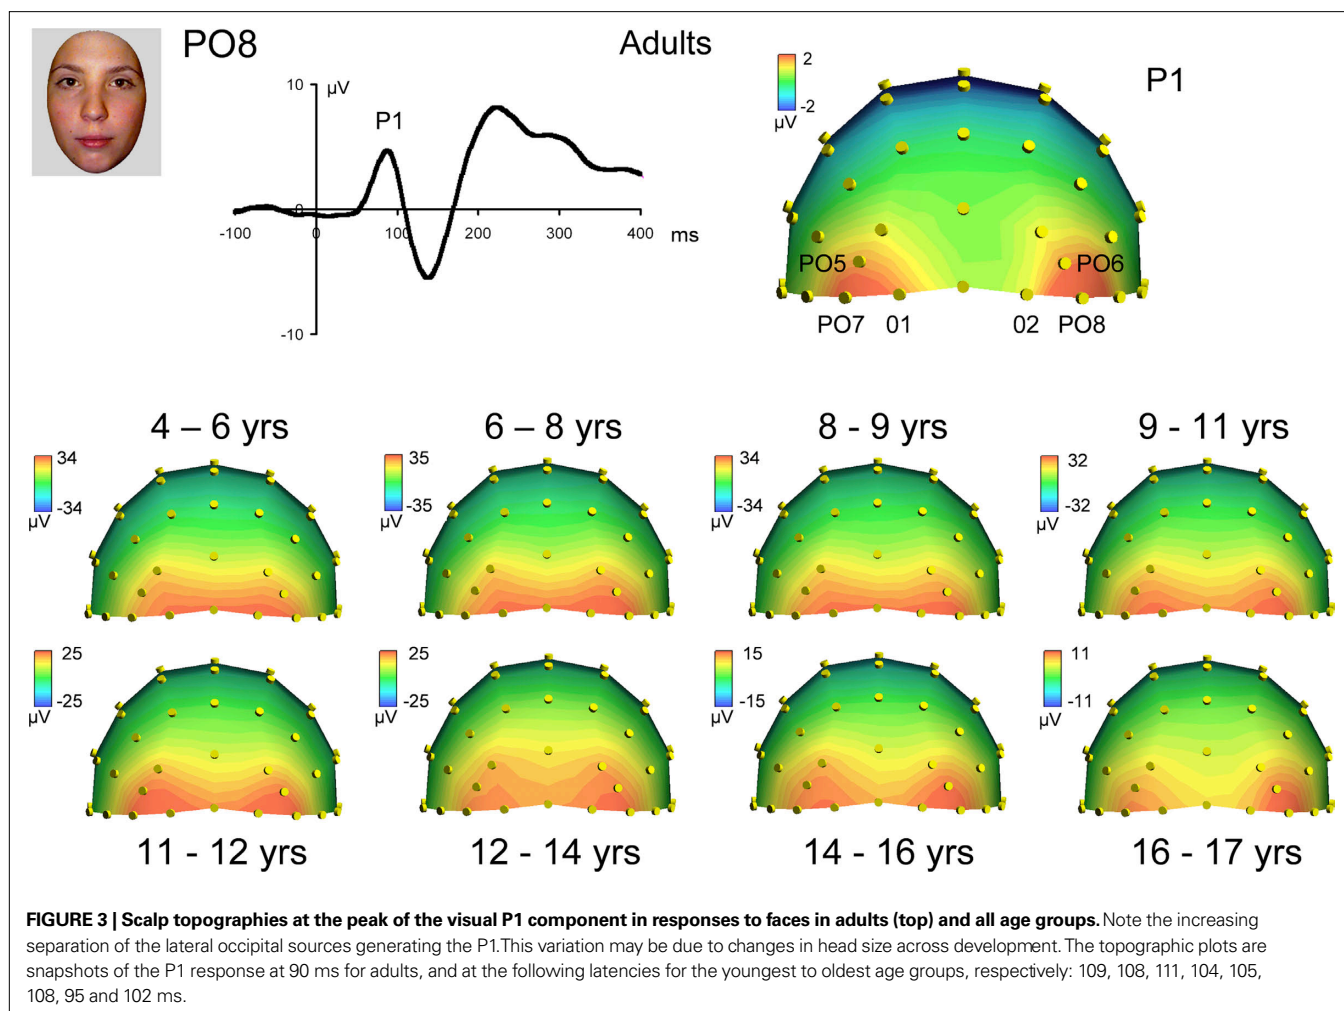 PO8
Adults
P1
10
µV
P1
0
-100
0
100
200
300
400
ms
-10
2
-2
µV
PO5
PO6
PO7
01
02
PO8
4 – 6 yrs
6 – 8 yrs
8 - 9 yrs
9 - 11 yrs
34
-34
µV
35
-35
µV
34
-34
µV
32
-32
µV
25
-25
µV
25
-25
µV
15
-15
µV
11
-11
µV
11 - 12 yrs
12 - 14 yrs
14 - 16 yrs
16 - 17 yrs
FIGURE 3 | Scalp topographies at the peak of the visual P1 component in responses to faces in adults (top) and all age groups. Note the increasing
separation of the lateral occipital sources generating the P1. This variation may be due to changes in head size across development. The topographic plots are
snapshots of the P1 response at 90 ms for adults, and at the following latencies for the youngest to oldest age groups, respectively: 109, 108, 111, 104, 105,
108, 95 and 102 ms.